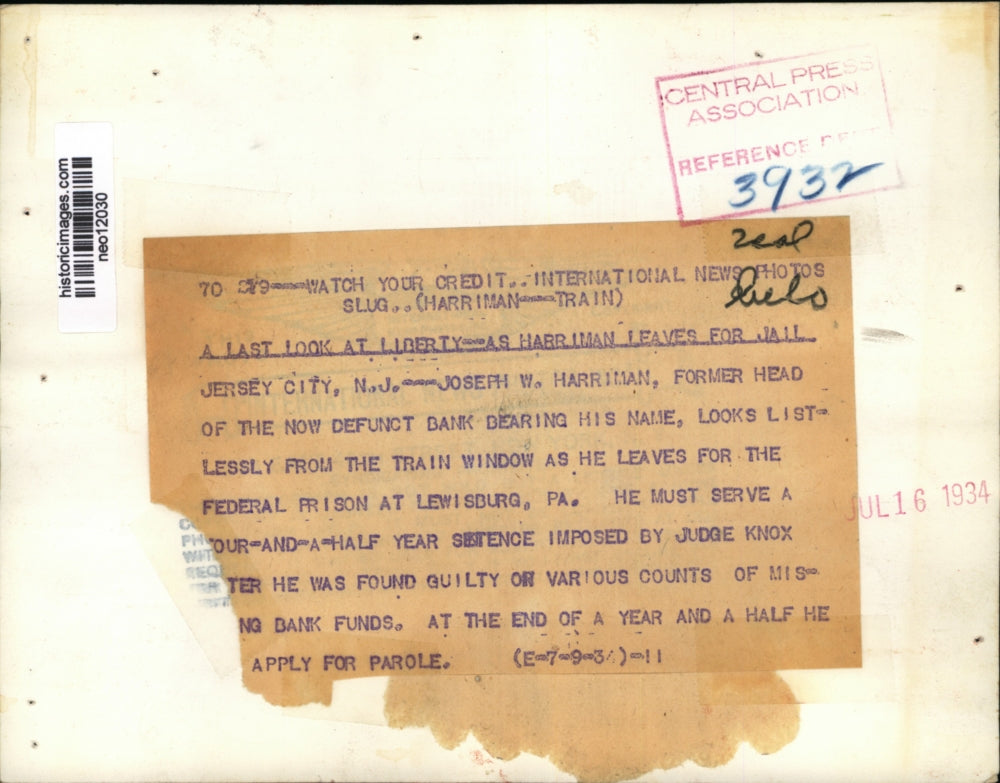 CENTRAL PRESS
ASSOCIATION
REFERENCE
3932
historicimages.com
neo12030
WATCH YOUR CREDIT..INTERNATIONAL NEWS PHOTOS
SLUG..(HARRIMAN---TRAIN)
A LAST LOOK AT LIBERTY--AS HARRIMAN LEAVES FOR JAIL
JERSEY CITY, N.J.---JOSEPH W. HARRIMAN, FORMER HEAD
OF THE NOW DEFUNCT BANK BEARING HIS NAME, LOOKS LIST-
LESSLY FROM THE TRAIN WINDOW AS HE LEAVES FOR THE
FEDERAL PRISON AT LEWISBURG, PA. HE MUST SERVE A
OUR-AND-A-HALF YEAR SETENCE IMPOSED BY JUDGE KNOX
TER HE WAS FOUND GUILTY ON VARIOUS COUNTS OF MIS-
NG BANK FUNDS. AT THE END OF A YEAR AND A HALF HE
APPLY FOR PAROLE. (E-7-9-3 )-11
JUL 16 1934